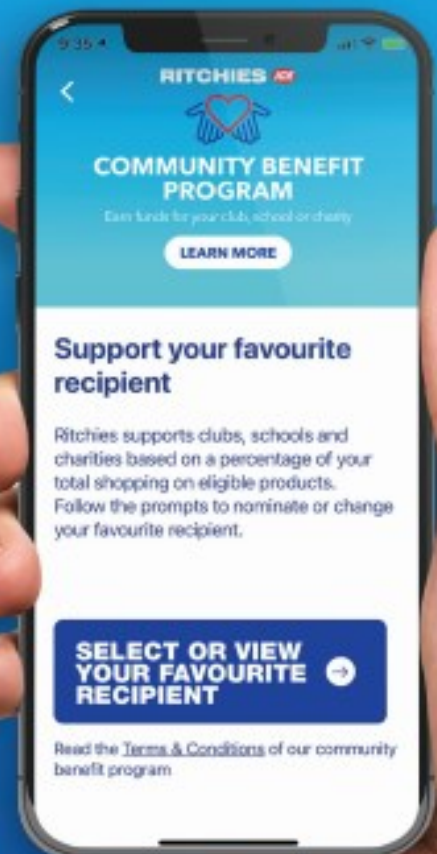 9:35
RITCHIES IGA
COMMUNITY BENEFIT
PROGRAM
Earn funds for your club, school or charity
LEARN MORE
Support your favourite
recipient
Ritchies supports clubs, schools and
charities based on a percentage of your
total shopping on eligible products.
Follow the prompts to nominate or change
your favourite recipient.
SELECT OR VIEW
YOUR FAVOURITE
RECIPIENT
Read the Terms & Conditions of our community
benefit program